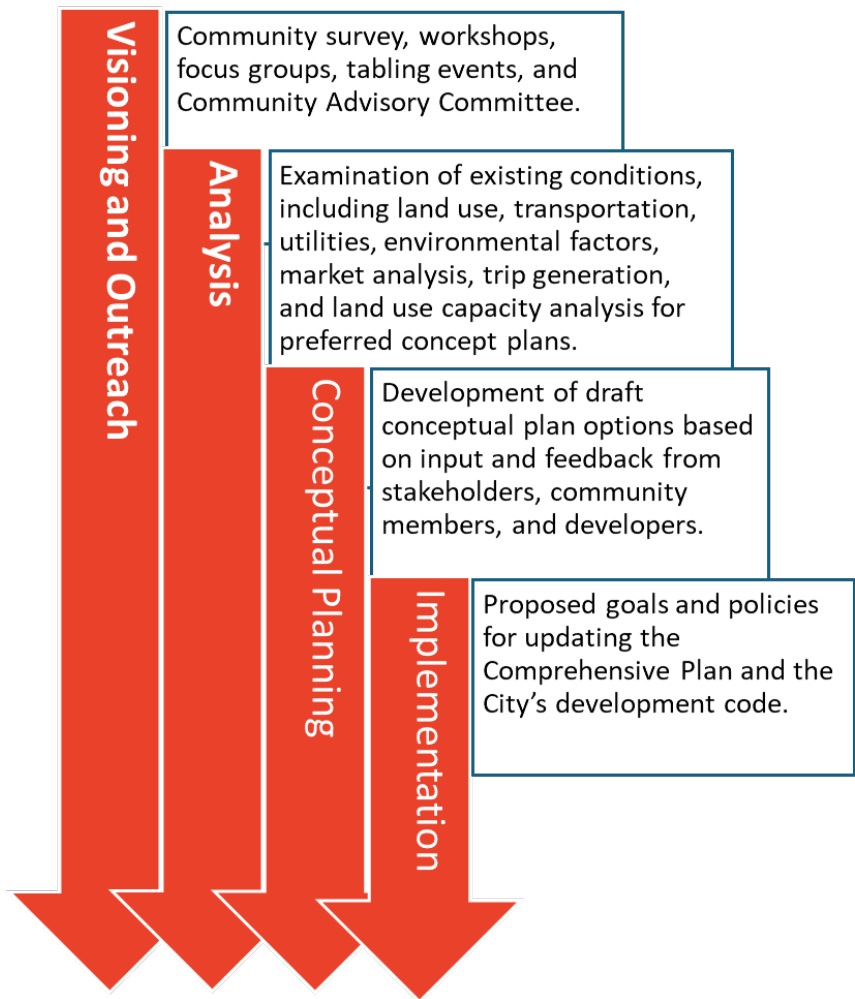 Visioning and Outreach
Community survey, workshops,
focus groups, tabling events, and
Community Advisory Committee.
Analysis
Examination of existing conditions,
including land use, transportation,
utilities, environmental factors,
market analysis, trip generation,
and land use capacity analysis for
preferred concept plans.
Conceptual Planning
Development of draft
conceptual plan options based
on input and feedback from
stakeholders, community
members, and developers.
Implementation
Proposed goals and policies
for updating the
Comprehensive Plan and the
City’s development code.